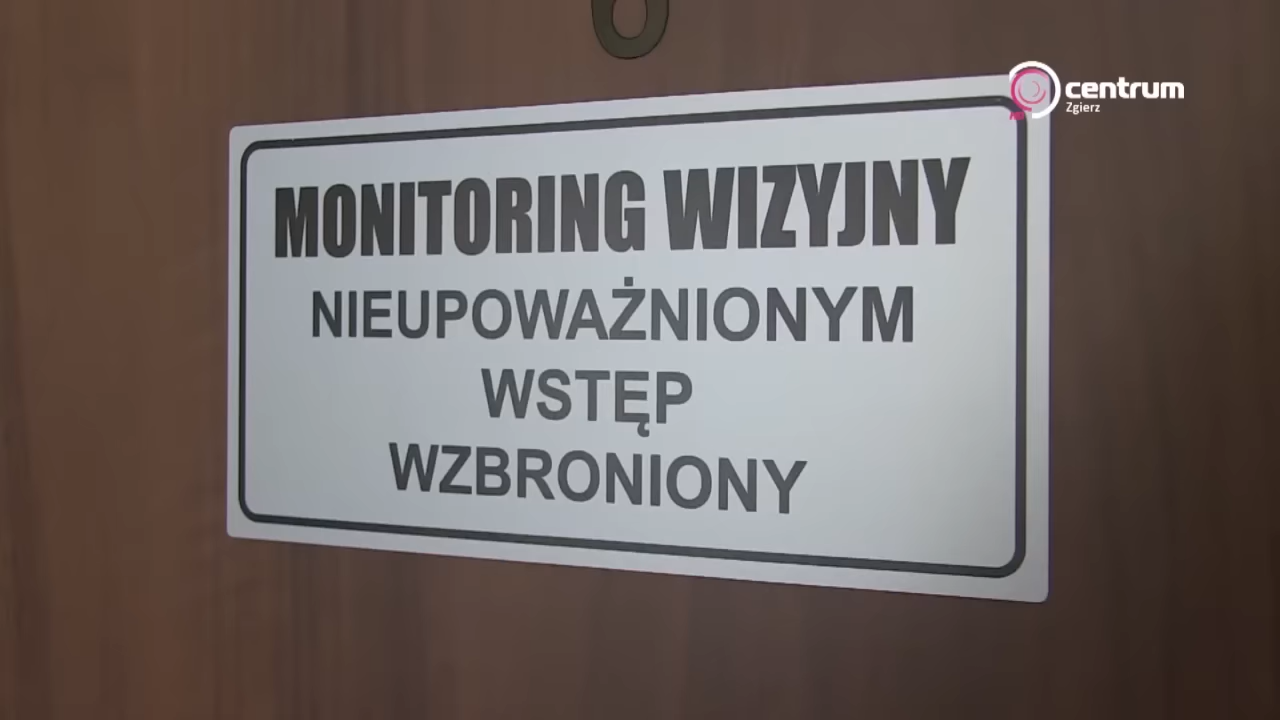 centrum
Zgierz
MONITORING WIZYJNY
NIEUPOWAŻNIONYM
WSTĘP
WZBRONIONY